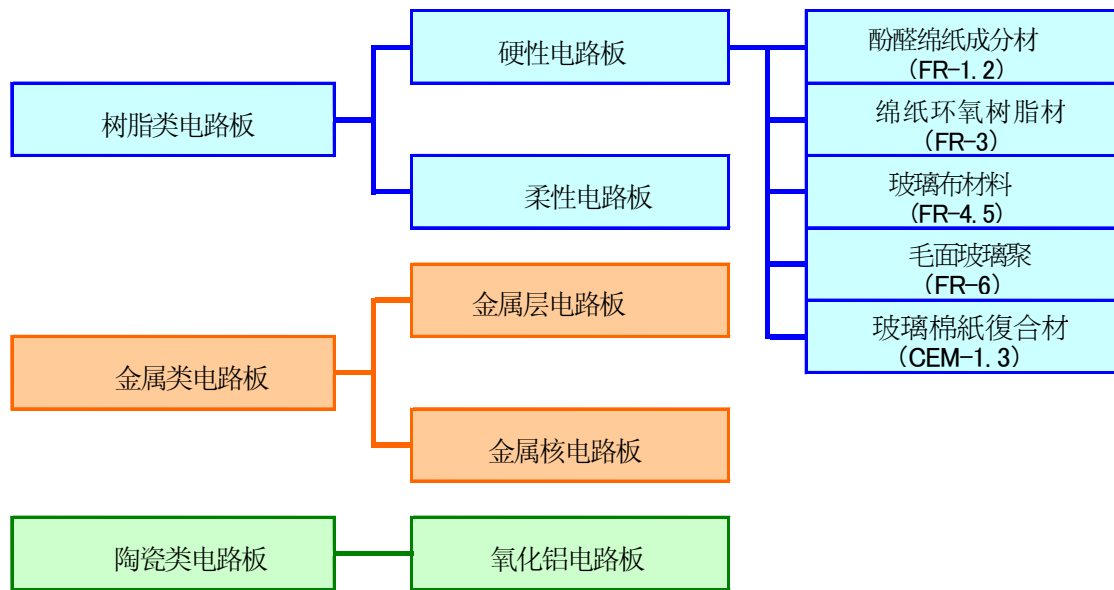 硬性电路板
酚醛绵纸成分材
(FR-1.2)
树脂类电路板
绵纸环氧树脂材
(FR-3)
柔性电路板
玻璃布材料
(FR-4.5)
毛面玻璃聚
(FR-6)
金属层电路板
玻璃棉紙復合材
(CEM-1.3)
金属类电路板
金属核电路板
陶瓷类电路板
氧化铝电路板